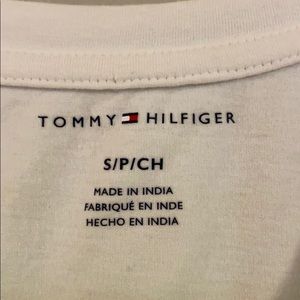 TOMMY HILFIGER
S/P/CH
MADE IN INDIA
FABRIQUÉ EN INDE
HECHO EN INDIA